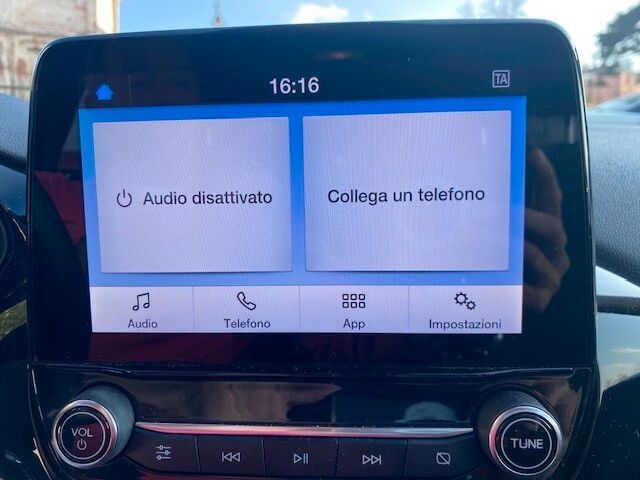 16:16
TA
Audio disattivato
Collega un telefono
Audio
Telefono
App
Impostazioni
VOL
TUNE